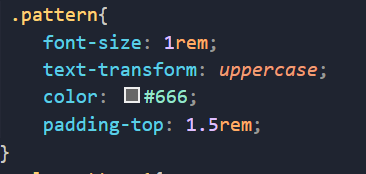 .pattern{
font-size: 1rem;
text-transform: uppercase;
color: #666;
padding-top: 1.5rem;
}